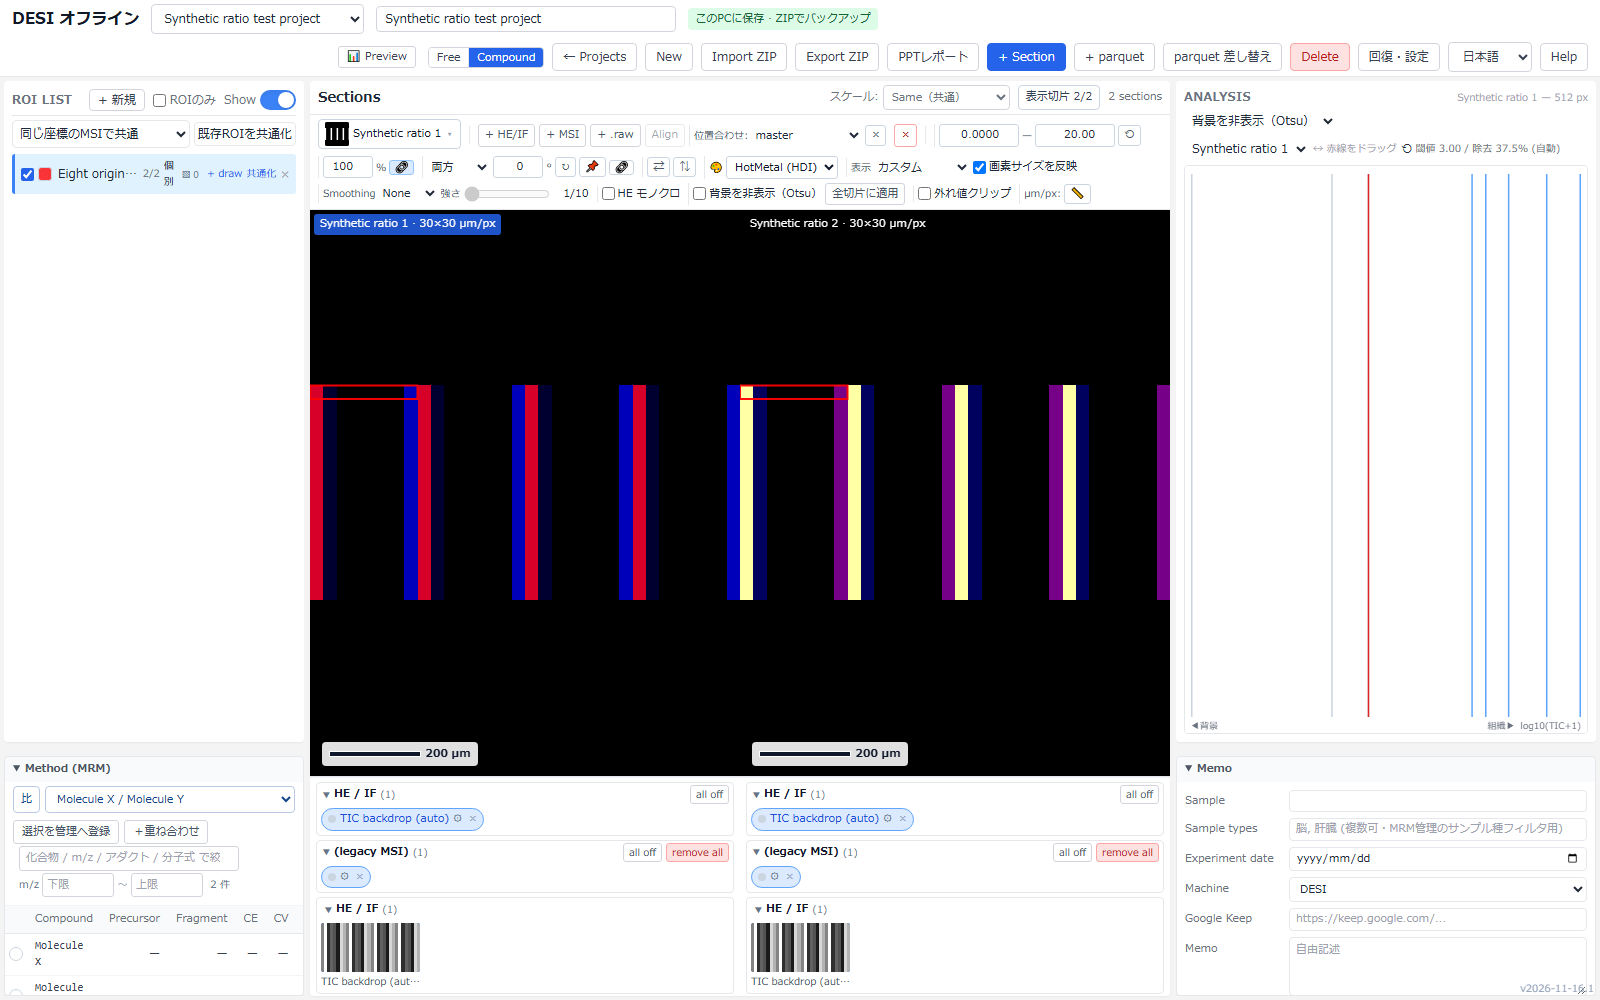 DESI オフライン
Synthetic ratio test project
Synthetic ratio test project
このPCに保存・ZIPでバックアップ
Preview
Free
Compound
← Projects
New
Import ZIP
Export ZIP
PPTレポート
+ Section
+ parquet
parquet 差し替え
Delete
回復・設定
日本語
Help
ROI LIST
+ 新規
ROIのみ
Show
同じ座標のMSIで共通
既存ROIを共通化
Eight origin…
2/2
個別
0
+ draw
共通化
×
Sections
スケール:
Same（共通）
表示切片 2/2
2 sections
Synthetic ratio 1
+ HE/IF
+ MSI
+ .raw
Align
位置合わせ:
master
×
×
0.0000
—
20.00
100
%
両方
0
°
HotMetal (HDI)
表示
カスタム
画素サイズを反映
Smoothing
None
強さ
1/10
HE モノクロ
背景を非表示（Otsu）
全切片に適用
外れ値クリップ
μm/px:
Synthetic ratio 1 · 30×30 μm/px
Synthetic ratio 2 · 30×30 μm/px
200 μm
200 μm
ANALYSIS
Synthetic ratio 1 — 512 px
背景を非表示（Otsu）
Synthetic ratio 1
↔ 赤線をドラッグ
閾値 3.00 / 除去 37.5% (自動)
◀背景
組織▶
log10(TIC+1)
▼ Method (MRM)
比
Molecule X / Molecule Y
選択を管理へ登録
＋重ね合わせ
化合物 / m/z / アダクト / 分子式 で絞
m/z
下限
～
上限
2 件
Compound
Precursor
Fragment
CE
CV
Molecule X
—
—
—
—
Molecule
▼ HE / IF (1)
all off
TIC backdrop (auto)
×
▼ (legacy MSI) (1)
all off
remove all
×
▼ HE / IF (1)
TIC backdrop (aut…
▼ HE / IF (1)
all off
TIC backdrop (auto)
×
▼ (legacy MSI) (1)
all off
remove all
×
▼ HE / IF (1)
TIC backdrop (aut…
▼ Memo
Sample
Sample types
脳, 肝臓 (複数可・MRM管理のサンプル種フィルタ用)
Experiment date
yyyy/mm/dd
Machine
DESI
Google Keep
https://keep.google.com/...
Memo
自由記述
v2026-11-16.1